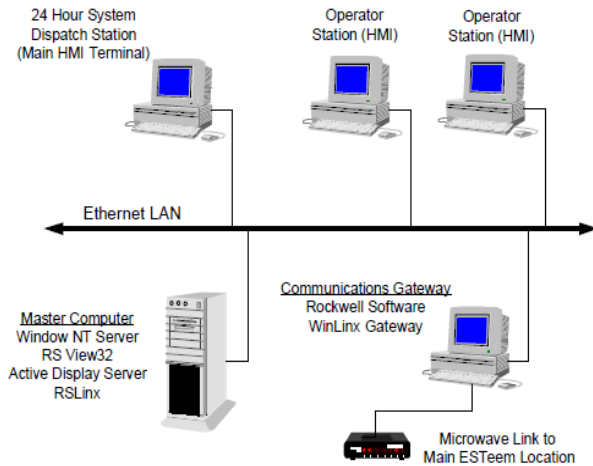 24 Hour System
Dispatch Station
(Main HMI Terminal)
Operator
Station (HMI)
Operator
Station (HMI)
Ethernet LAN
Master Computer
Window NT Server
RS View32
Active Display Server
RSLinx
Communications Gateway
Rockwell Software
WinLinx Gateway
Microwave Link to
Main ESTeem Location